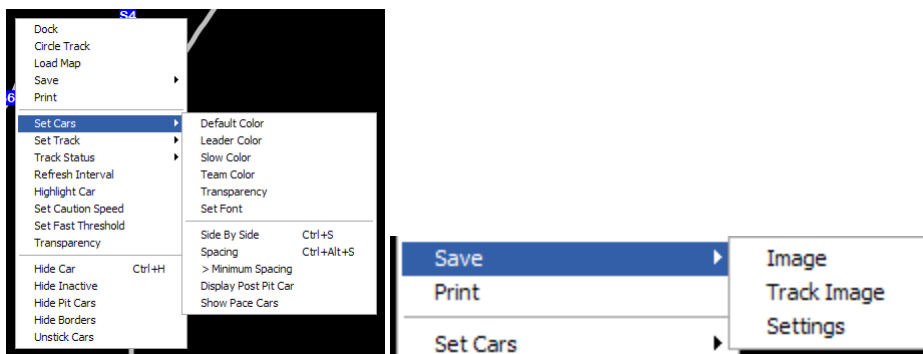 S4
6
Dock
Circle Track
Load Map
Save
Print
Set Cars
Set Track
Track Status
Refresh Interval
Highlight Car
Set Caution Speed
Set Fast Threshold
Transparency
Hide Car Ctrl+H
Hide Inactive
Hide Pit Cars
Hide Borders
Unstick Cars
Default Color
Leader Color
Slow Color
Team Color
Transparency
Set Font
Side By Side Ctrl+S
Spacing Ctrl+Alt+S
> Minimum Spacing
Display Post Pit Car
Show Pace Cars
Save
Print
Set Cars
Image
Track Image
Settings